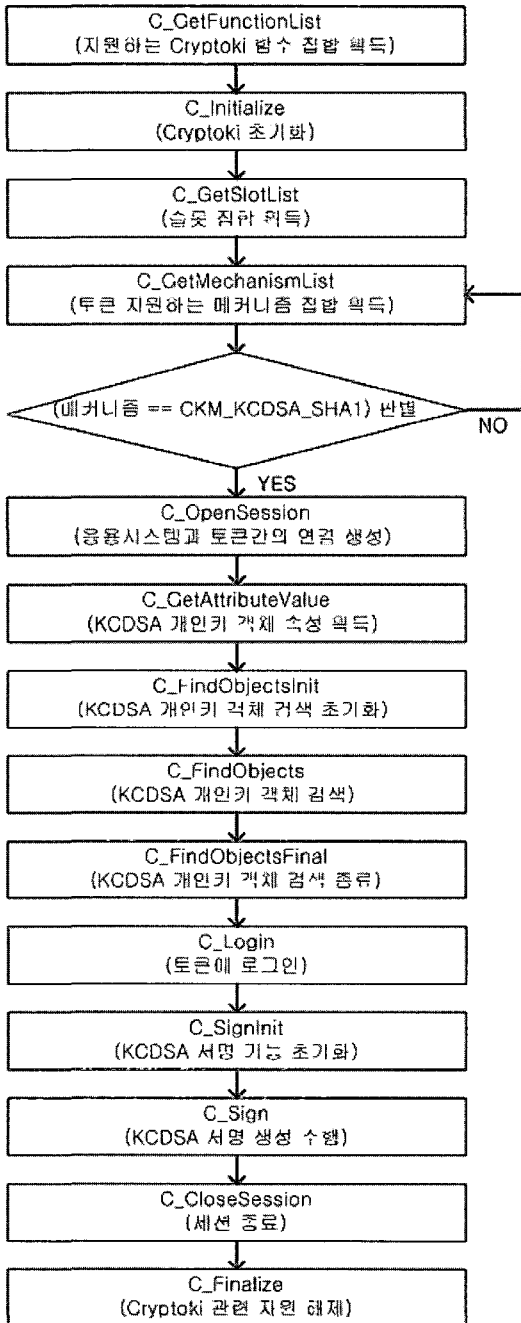 C_GetFunctionList
(지원하는 Cryptoki 함수 집합 획득)
C_Initialize
(Cryptoki 초기화)
C_GetSlotList
(슬롯 집합 획득)
C_GetMechanismList
(토큰 지원하는 메커니즘 집합 획득)
(메커니즘 == CKM_KCDSA_SHA1) 판별
NO
YES
C_OpenSession
(응용시스템과 토큰간의 연결 생성)
C_GetAttributeValue
(KCDSA 개인키 객체 속성 획득)
C_FindObjectsInit
(KCDSA 개인키 객체 검색 초기화)
C_FindObjects
(KCDSA 개인키 객체 검색)
C_FindObjectsFinal
(KCDSA 개인키 객체 검색 종류)
C_Login
(토큰에 로그인)
C_SignInit
(KCDSA 서명 기능 초기화)
C_Sign
(KCDSA 서명 생성 수행)
C_CloseSession
(세션 종료)
C_Finalize
(Cryptoki 관련 자원 해제)